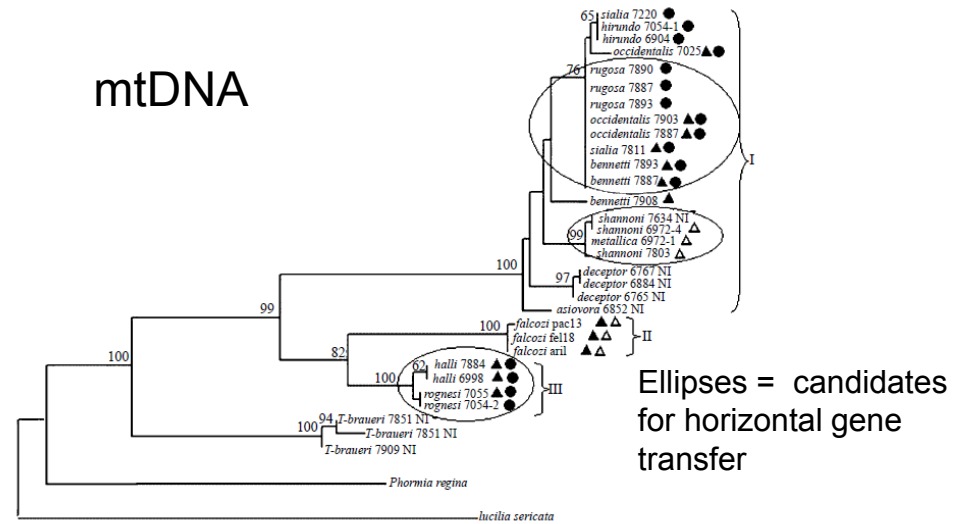 mtDNA
65
sialia 7220
hirundo 7054-1
hirundo 6904
occidentalis 7025
76
rugosa 7890
rugosa 7887
rugosa 7893
occidentalis 7903
occidentalis 7887
sialia 7811
bennetti 7893
bennetti 7887
bennetti 7908
I
shannoni 7634 NI
shannoni 6972-4
99
metallica 6972-1
shannoni 7803
100
97
deceptor 6767 NI
deceptor 6884 NI
deceptor 6765 NI
asiovora 6852 NI
99
100
falcozi pac13
falcozi fel18
falcozi aril
II
82
100
62
halli 7884
halli 6998
rognesi 7055
rognesi 7054-2
III
100
100
94
T-braueri 7851 NI
T-braueri 7851 NI
T-braueri 7909 NI
Phormia regina
lucilia sericata
Ellipses = candidates
for horizontal gene
transfer